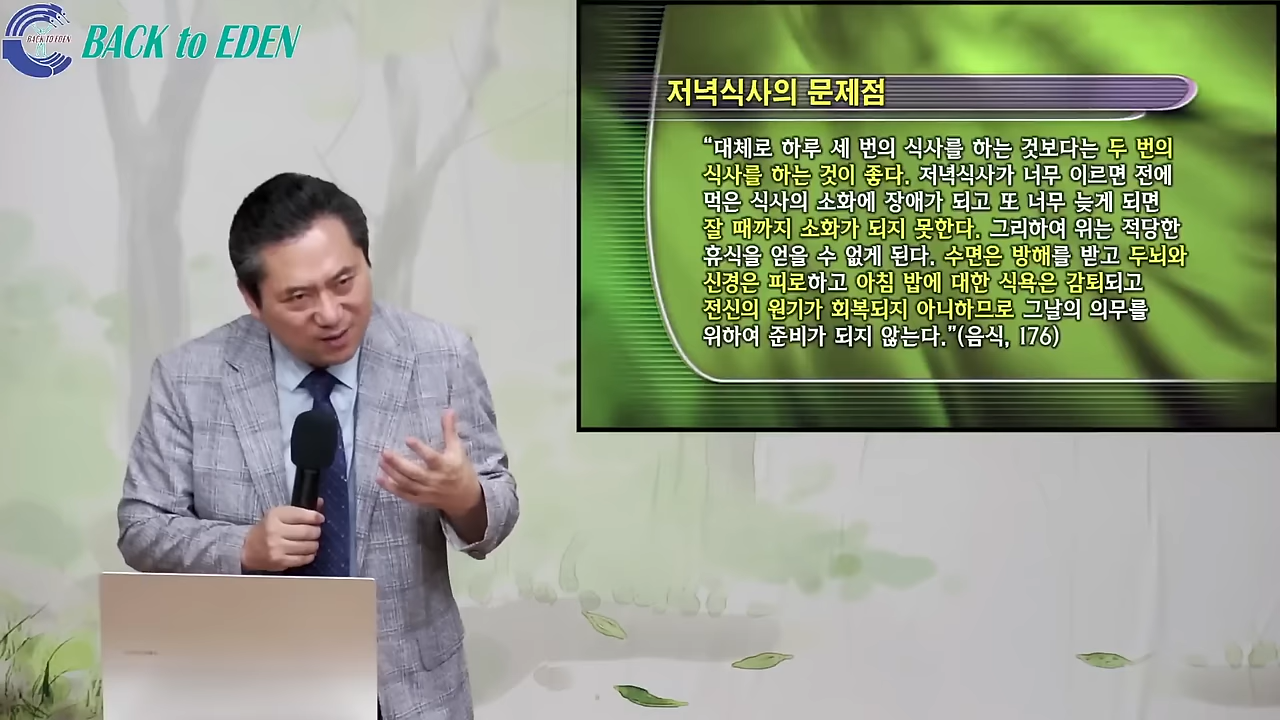 BACK TO EDEN
BACK to EDEN
저녁식사의 문제점
“대체로 하루 세 번의 식사를 하는 것보다는 두 번의
식사를 하는 것이 좋다. 저녁식사가 너무 이르면 전에
먹은 식사의 소화에 장애가 되고 또 너무 늦게 되면
잘 때까지 소화가 되지 못한다. 그리하여 위는 적당한
휴식을 얻을 수 없게 된다. 수면은 방해를 받고 두뇌와
신경은 피로하고 아침 밥에 대한 식욕은 감퇴되고
전신의 원기가 회복되지 아니하므로 그날의 의무를
위하여 준비가 되지 않는다.”(음식, 176)